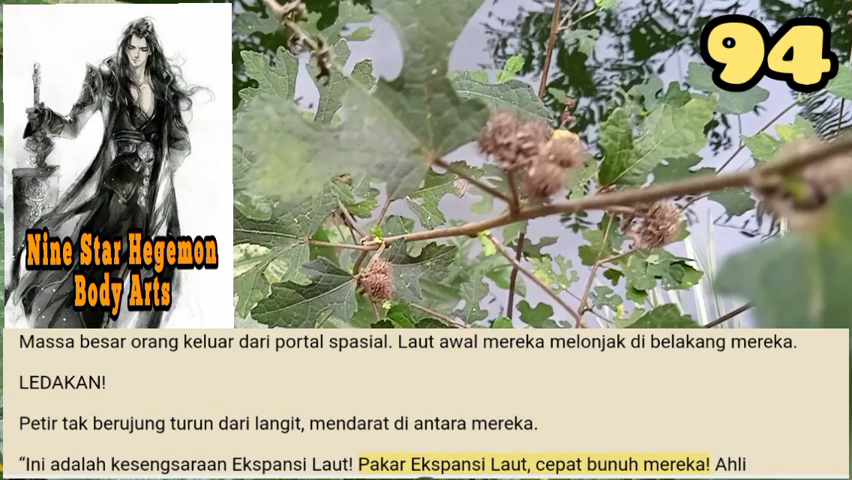 94
Nine Star Hegemon
Body Arts
Massa besar orang keluar dari portal spasial. Laut awal mereka melonjak di belakang mereka.
LEDAKAN!
Petir tak berujung turun dari langit, mendarat di antara mereka.
“Ini adalah kesengsaraan Ekspansi Laut! Pakar Ekspansi Laut, cepat bunuh mereka! Ahli